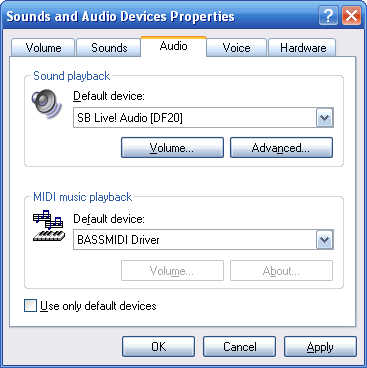 Sounds and Audio Devices Properties
Volume Sounds Audio Voice Hardware
Sound playback
Default device:
SB Live! Audio [DF20]
Volume... Advanced...
MIDI music playback
Default device:
BASSMIDI Driver
Volume... About...
Use only default devices
OK Cancel Apply